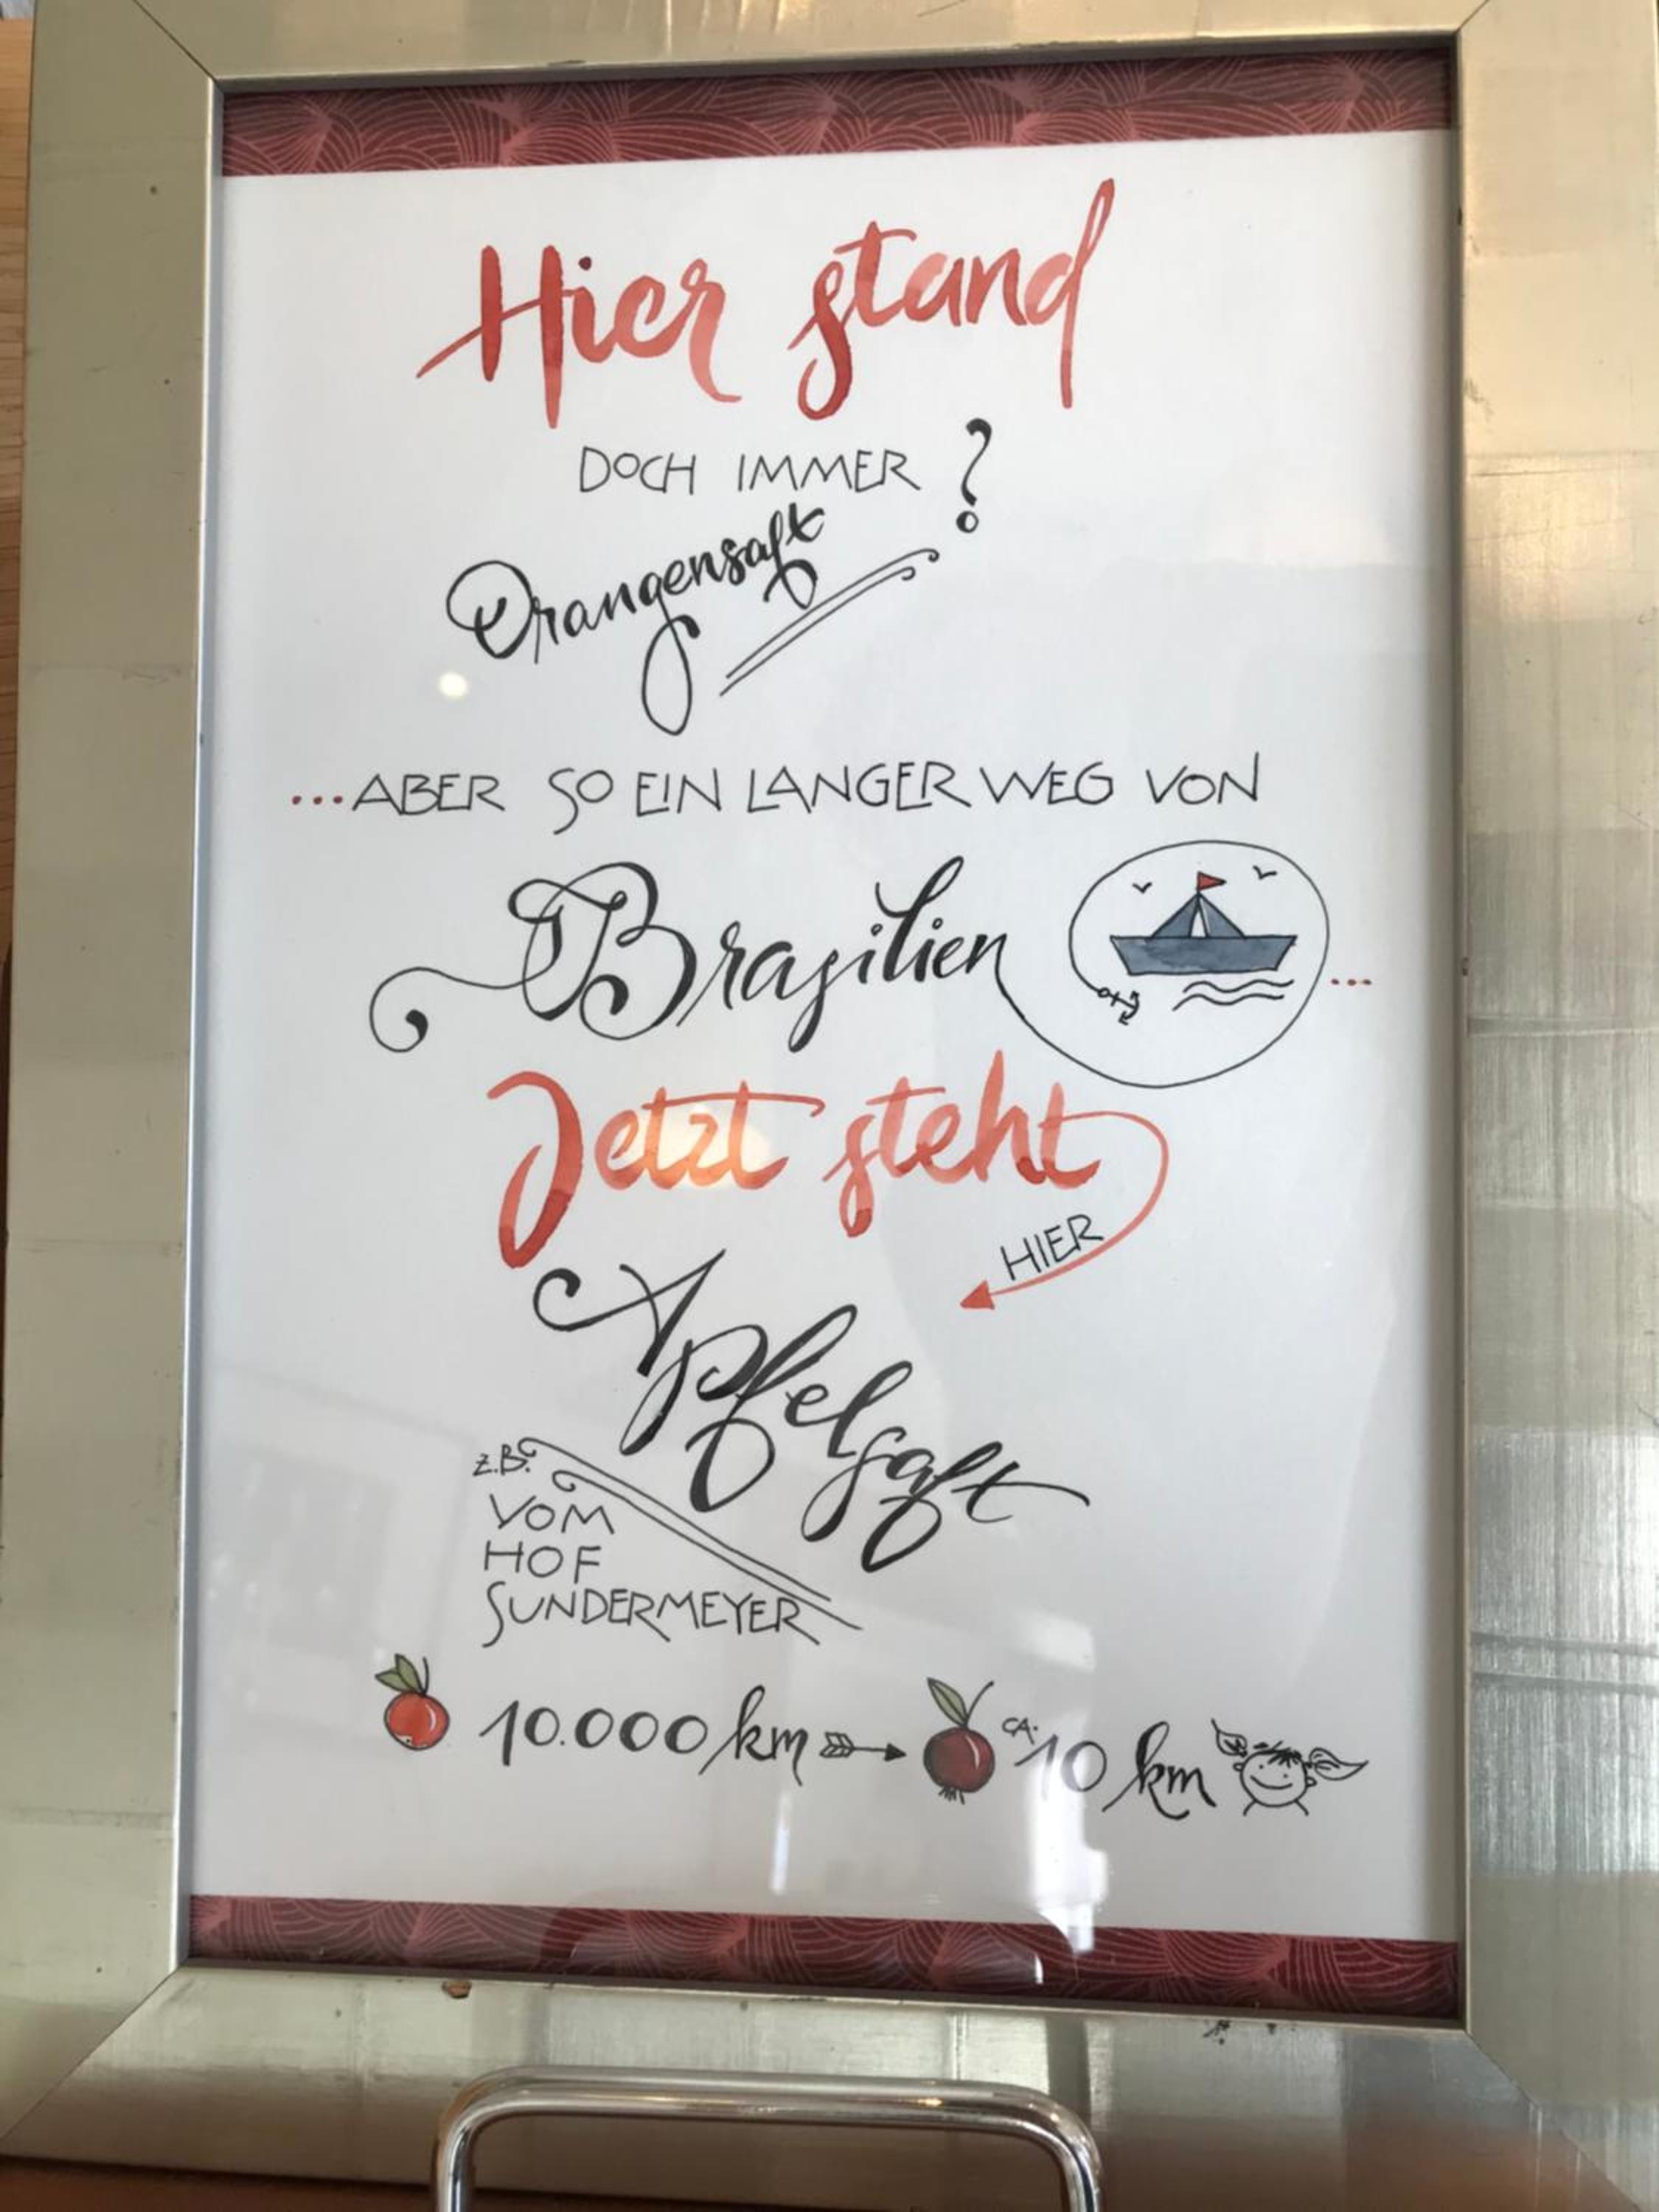 Hier stand
DOCH IMMER ?
Orangensaft
...ABER SO EIN LANGER WEG VON
Brasilien ...
Jetzt steht
HIER
Apfelsaft
z.B.
VOM
HOF
SUNDERMEYER
10.000 km → CA. 10 km